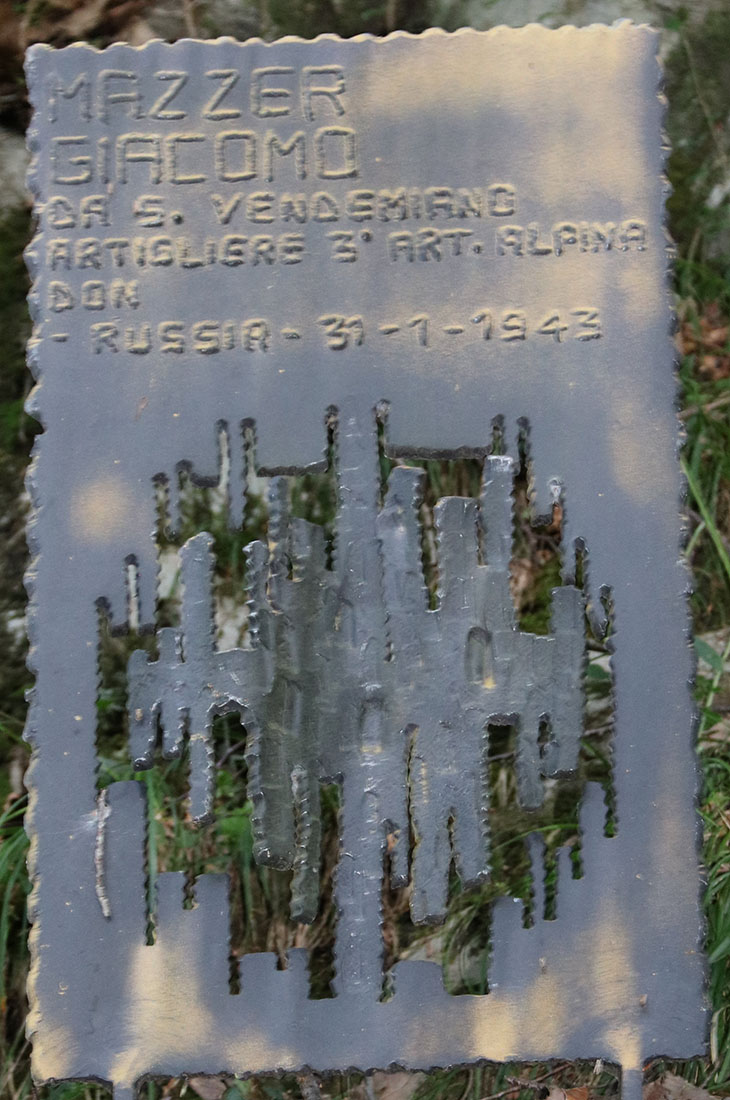 MAZZER
GIACOMO
DA S. VENDEMIANO
ARTIGLIERE 3° ART. ALPINA
DON
- RUSSIA - 31 - 1 - 1943